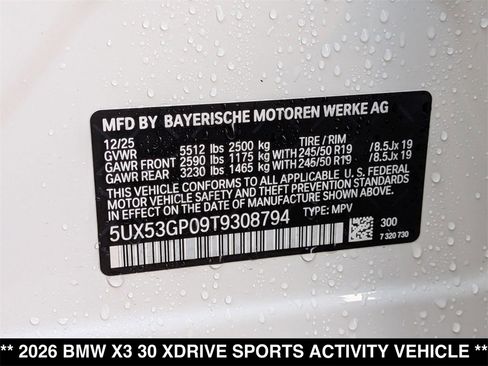 MFD BY BAYERISCHE MOTOREN WERKE AG
12/25
GVWR 5512 lbs 2500 kg TIRE / RIM
GAWR FRONT 2590 lbs 1175 kg WITH 245/50 R19 / 8.5Jx 19
GAWR REAR 3230 lbs 1465 kg WITH 245/50 R19 / 8.5Jx 19
THIS VEHICLE CONFORMS TO ALL APPLICABLE U.S. FEDERAL
MOTOR VEHICLE SAFETY, BUMPER, AND THEFT PREVENTION
STANDARDS IN EFFECT ON THE DATE OF MANUFACTURE
SHOWN ABOVE.
5UX53GP09T9308794 TYPE: MPV
300
7 320 730
** 2026 BMW X3 30 XDRIVE SPORTS ACTIVITY VEHICLE **